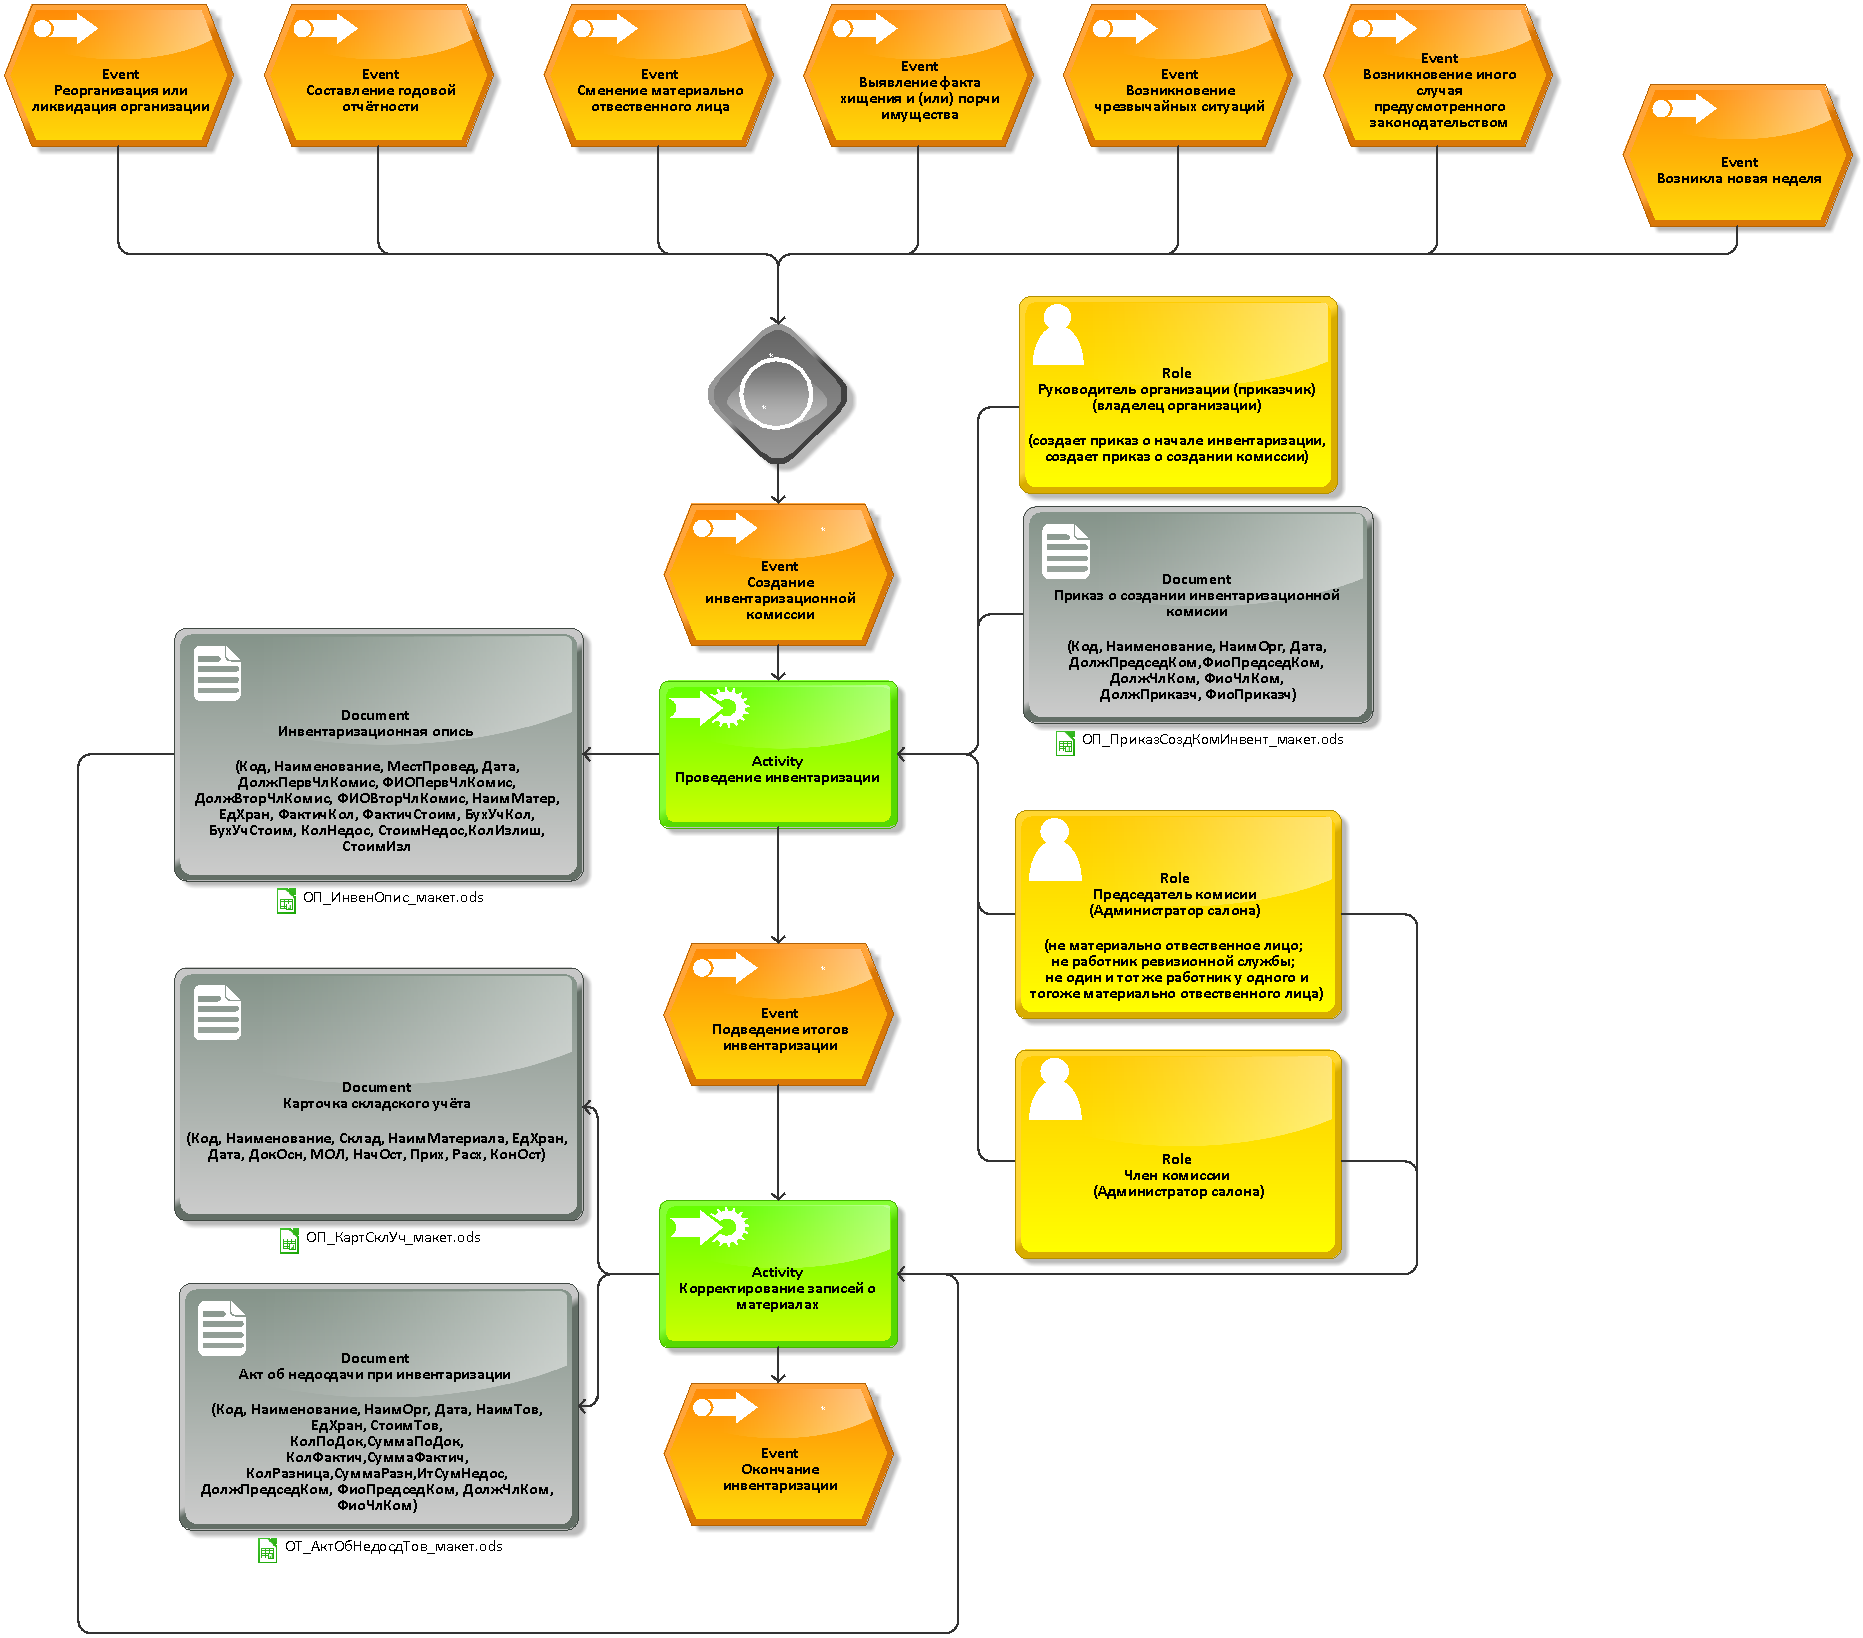 Event
Реорганизация или
ликвидация организации
Event
Составление годовой
отчётности
Event
Сменение материально
отвественного лица
Event
Выявление факта
хищения и (или) порчи
имущества
Event
Возникновение
чрезвычайных ситуаций
Event
Возникновение иного
случая
предусмотренного
законодательством
Event
Возникла новая неделя
Role
Руководитель организации (приказчик)
(владелец организации)
(создает приказ о начале инвентаризации,
создает приказ о создании комиссии)
Event
Создание
инвентаризационной
комиссии
Document
Приказ о создании инвентаризационной
комисии
(Код, Наименование, НаимОрг, Дата,
ДолжПредседКом,ФиоПредседКом,
ДолжЧлКом, ФиоЧлКом,
ДолжПриказч, ФиоПриказч)
ОП_ПриказСоздКомИнвент_макет.ods
Document
Инвентаризационная опись
(Код, Наименование, МестПровед, Дата,
ДолжПервЧлКомис, ФИОПервЧлКомис,
ДолжВторЧлКомис, ФИОВторЧлКомис, НаимМатер,
ЕдХран, ФактичКол, ФактичСтоим, БухУчКол,
БухУчСтоим, КолНедос, СтоимНедос,КолИзлиш,
СтоимИзл
ОП_ИнвенОпис_макет.ods
Activity
Проведение инвентаризации
Role
Председатель комисии
(Администратор салона)
(не материально отвественное лицо;
не работник ревизионной службы;
не один и тот же работник у одного и
тогоже материально отвественного лица)
Event
Подведение итогов
инвентаризации
Document
Карточка складского учёта
(Код, Наименование, Склад, НаимМатериала, ЕдХран,
Дата, ДокОсн, МОЛ, НачОст, Прих, Расх, КонОст)
ОП_КартСклУч_макет.ods
Role
Член комиссии
(Администратор салона)
Activity
Корректирование записей о
материалах
Document
Акт об недосдачи при инвентаризации
(Код, Наименование, НаимОрг, Дата, НаимТов,
ЕдХран, СтоимТов,
КолПоДок,СуммаПоДок,
КолФактич,СуммаФактич,
КолРазница,СуммаРазн,ИтСумНедос,
ДолжПредседКом, ФиоПредседКом, ДолжЧлКом,
ФиоЧлКом)
ОТ_АктОбНедосдТов_макет.ods
Event
Окончание
инвентаризации